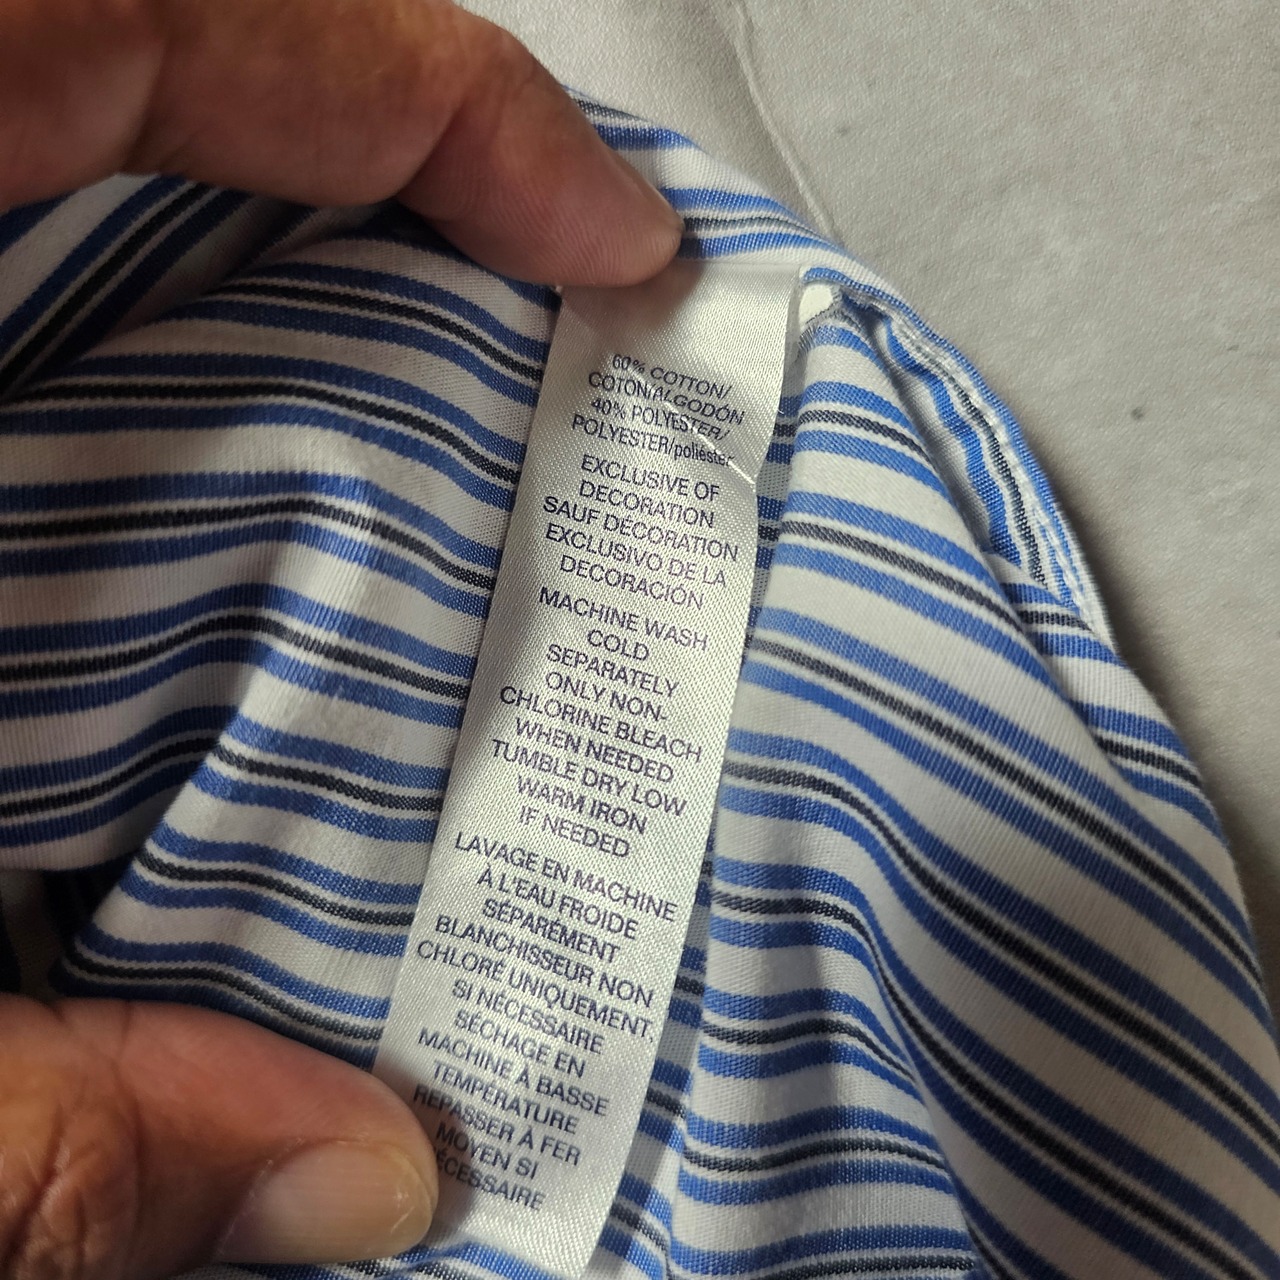 60% COTTON/
COTON/ALGODÓN
40% POLYESTER/
POLYESTER/poliéster
EXCLUSIVE OF
DECORATION
SAUF DÉCORATION
EXCLUSIVO DE LA
DECORACIÓN
MACHINE WASH
COLD
SEPARATELY
ONLY NON-
CHLORINE BLEACH
WHEN NEEDED
TUMBLE DRY LOW
WARM IRON
IF NEEDED
LAVAGE EN MACHINE
À L'EAU FROIDE
SÉPARÉMENT
BLANCHISSEUR NON
CHLORÉ UNIQUEMENT,
SI NÉCESSAIRE
SÉCHAGE EN
MACHINE À BASSE
TEMPÉRATURE
REPASSER À FER
MOYEN SI
ÉCESSAIRE